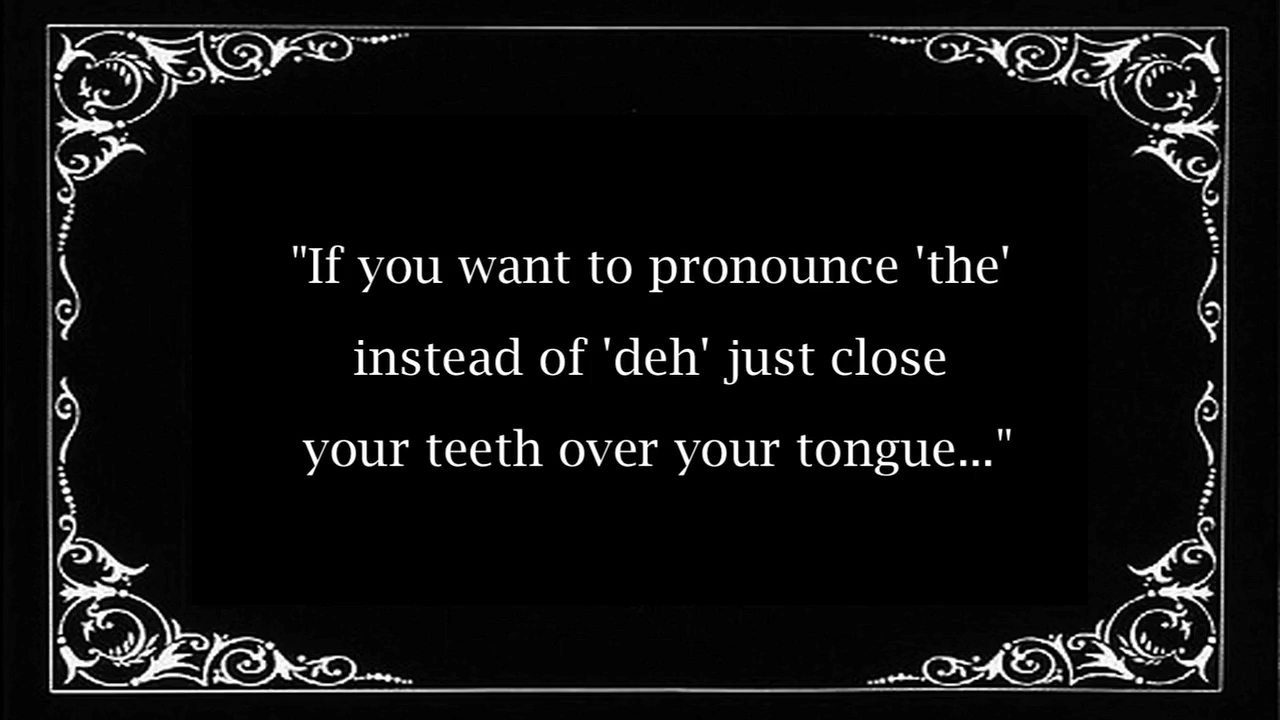 "If you want to pronounce 'the'
instead of 'deh' just close
your teeth over your tongue..."